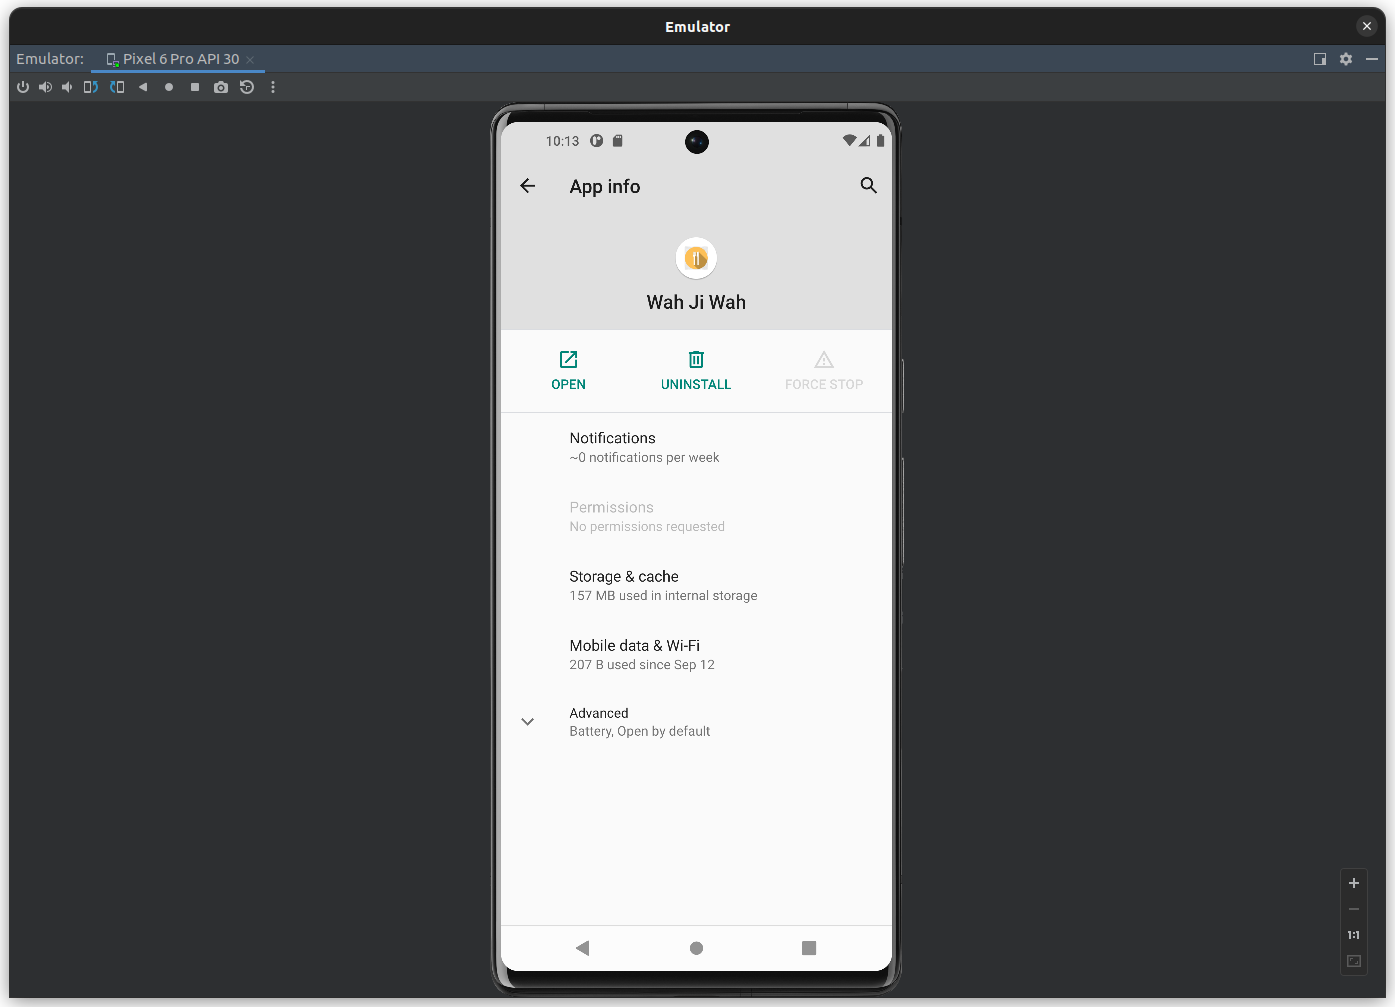 Emulator
Emulator: Pixel 6 Pro API 30
10:13
App info
Wah Ji Wah
OPEN UNINSTALL FORCE STOP
Notifications
~0 notifications per week
Permissions
No permissions requested
Storage & cache
157 MB used in internal storage
Mobile data & Wi-Fi
207 B used since Sep 12
Advanced
Battery, Open by default
1:1